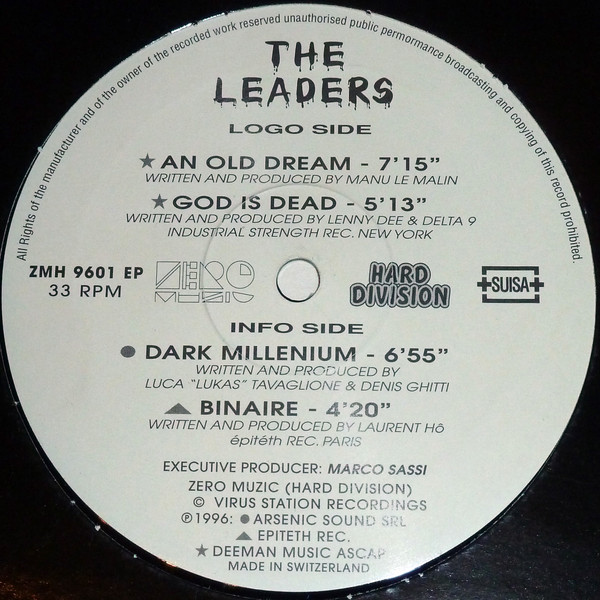 All Rights of the manufacturer and of the owner of the recorded work reserved unauthorised public permormance broadcasting and copying of this record prohibited.
THE
LEADERS
LOGO SIDE
★ AN OLD DREAM - 7'15”
WRITTEN AND PRODUCED BY MANU LE MALIN
★ GOD IS DEAD - 5'13”
WRITTEN AND PRODUCED BY LENNY DEE & DELTA 9
INDUSTRIAL STRENGTH REC. NEW YORK
ZMH 9601 EP
33 RPM
ZERO
MUZIC
HARD
DIVISION
SUISA
INFO SIDE
● DARK MILLENIUM - 6'55”
WRITTEN AND PRODUCED BY
LUCA “LUKAS” TAVAGLIONE & DENIS GHITTI
▲ BINAIRE - 4'20”
WRITTEN AND PRODUCED BY LAURENT Hô
épitéth REC. PARIS
EXECUTIVE PRODUCER: MARCO SASSI
ZERO MUZIC (HARD DIVISION)
© VIRUS STATION RECORDINGS
℗1996: ● ARSENIC SOUND SRL
▲ EPITETH REC.
★ DEEMAN MUSIC ASCAP
MADE IN SWITZERLAND